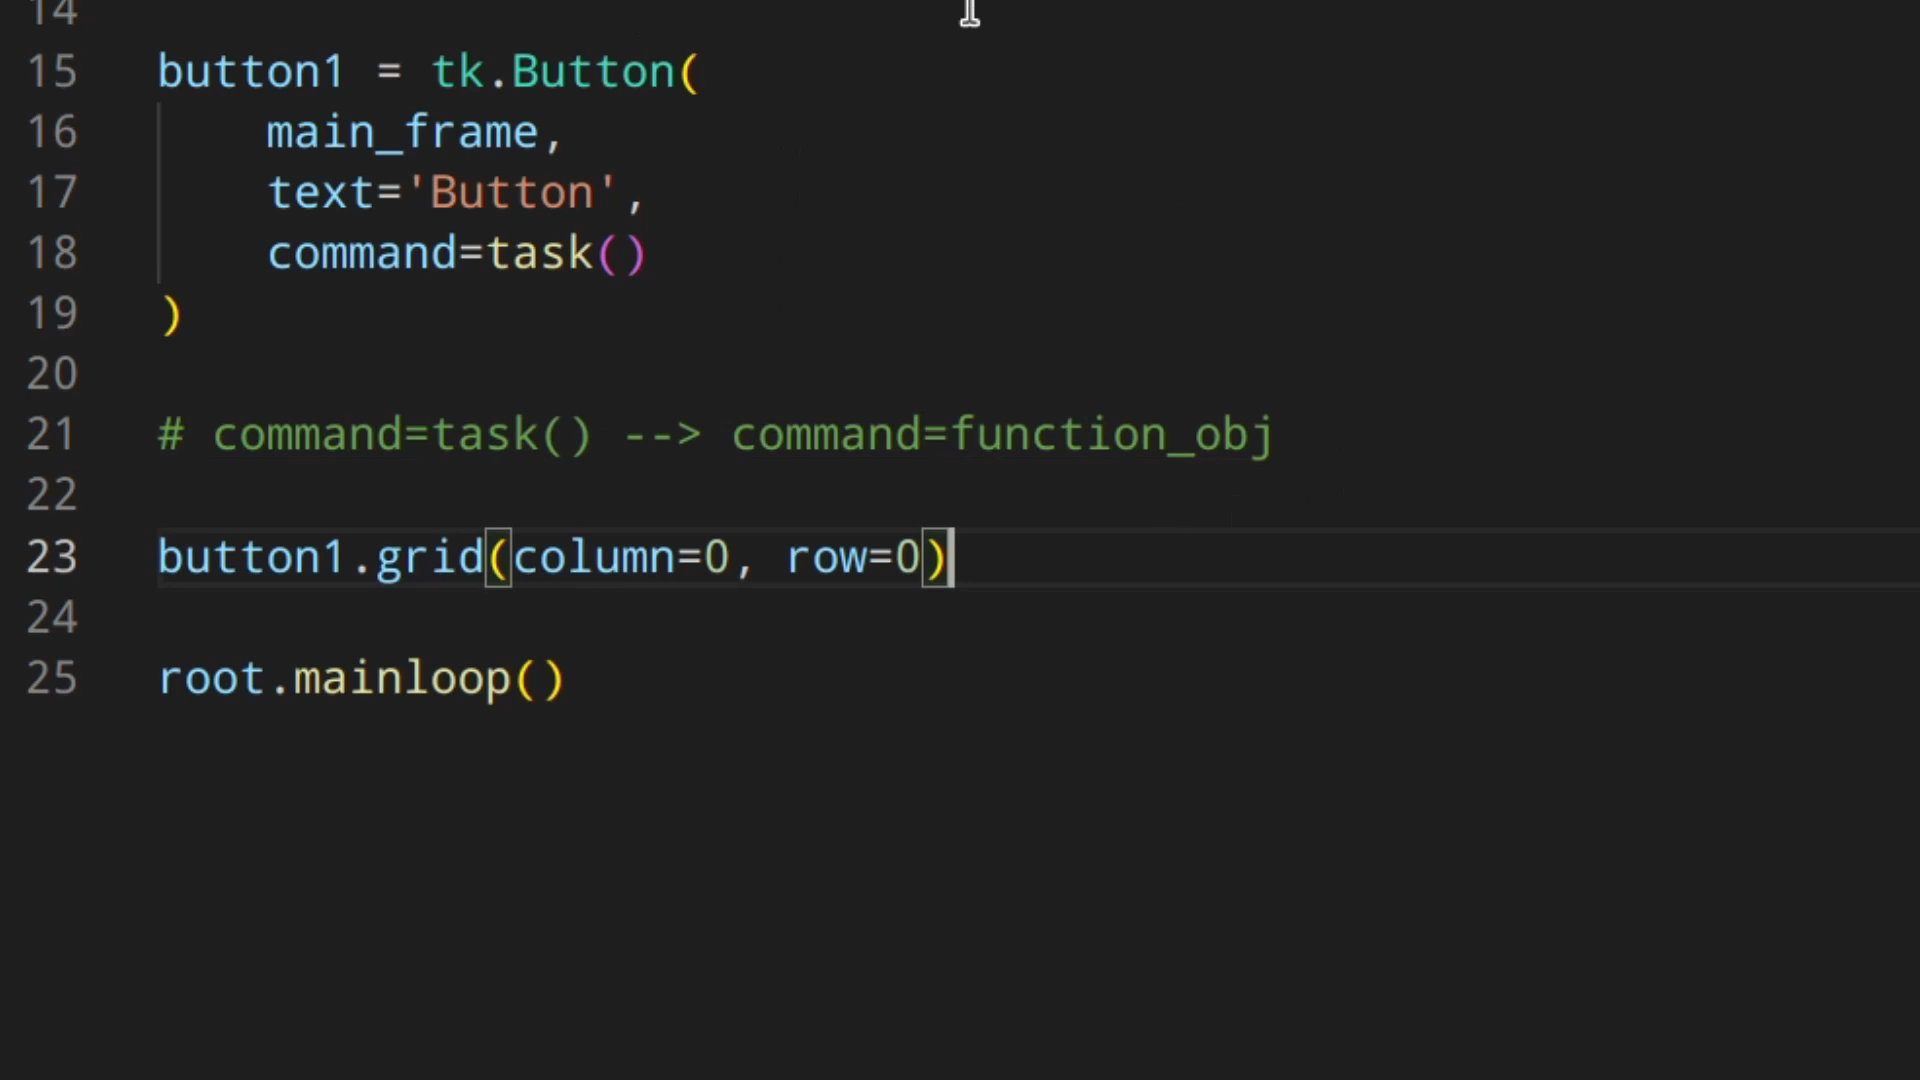 14
15 button1 = tk.Button(
16     main_frame,
17     text='Button',
18     command=task()
19 )
20
21 # command=task() --> command=function_obj
22
23 button1.grid(column=0, row=0)
24
25 root.mainloop()